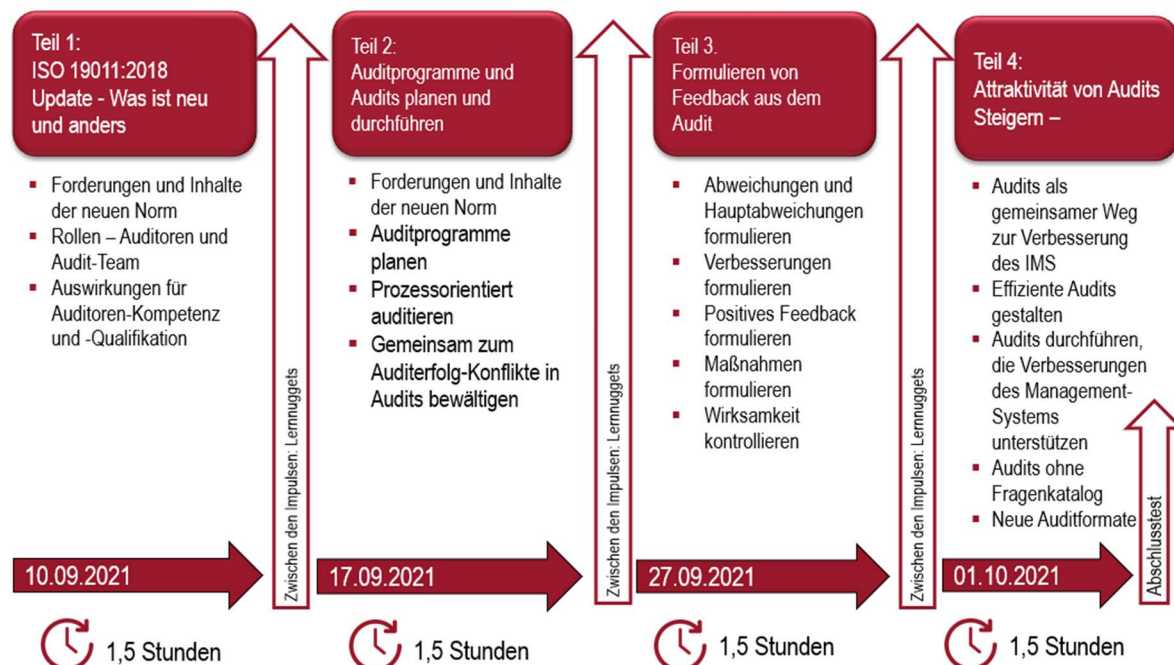 Teil 1:
ISO 19011:2018
Update - Was ist neu
und anders
▪ Forderungen und Inhalte
der neuen Norm
▪ Rollen – Auditoren und
Audit-Team
▪ Auswirkungen für
Auditoren-Kompetenz
und -Qualifikation
10.09.2021
1,5 Stunden
Zwischen den Impulsen: Lernnuggets
Teil 2:
Auditprogramme und
Audits planen und
durchführen
▪ Forderungen und Inhalte
der neuen Norm
▪ Auditprogramme
planen
▪ Prozessorientiert
auditieren
▪ Gemeinsam zum
Auditerfolg-Konflikte in
Audits bewältigen
17.09.2021
1,5 Stunden
Zwischen den Impulsen: Lernnuggets
Teil 3.
Formulieren von
Feedback aus dem
Audit
▪ Abweichungen und
Hauptabweichungen
formulieren
▪ Verbesserungen
formulieren
▪ Positives Feedback
formulieren
▪ Maßnahmen
formulieren
▪ Wirksamkeit
kontrollieren
27.09.2021
1,5 Stunden
Zwischen den Impulsen: Lernnuggets
Teil 4:
Attraktivität von Audits
Steigern –
▪ Audits als
gemeinsamer Weg
zur Verbesserung
des IMS
▪ Effiziente Audits
gestalten
▪ Audits durchführen,
die Verbesserungen
des Management-
Systems
unterstützen
▪ Audits ohne
Fragenkatalog
▪ Neue Auditformate
01.10.2021
1,5 Stunden
Abschlusstest